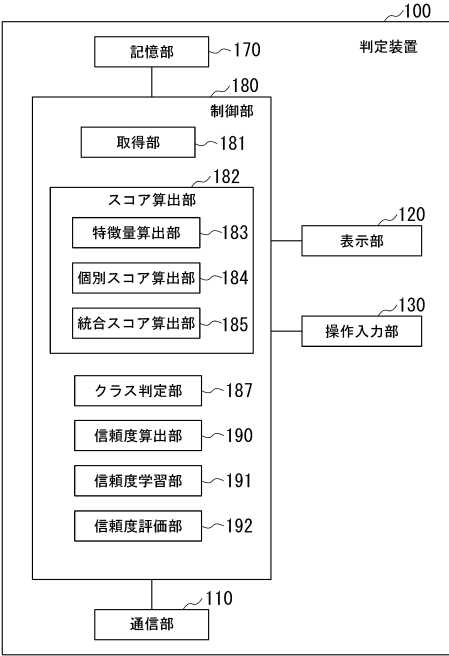 100
判定装置
記憶部
170
180
制御部
取得部
181
182
スコア算出部
特徴量算出部
183
個別スコア算出部
184
統合スコア算出部
185
120
表示部
130
操作入力部
クラス判定部
187
信頼度算出部
190
信頼度学習部
191
信頼度評価部
192
110
通信部